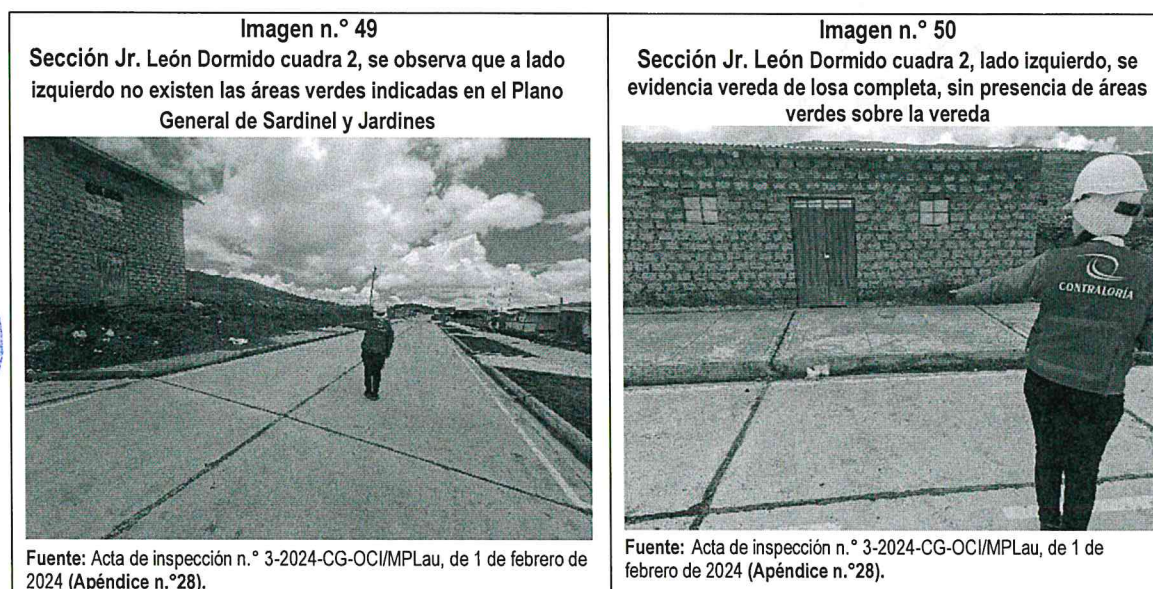 Imagen n.° 49
Sección Jr. León Dormido cuadra 2, se observa que a lado
izquierdo no existen las áreas verdes indicadas en el Plano
General de Sardinel y Jardines
Fuente: Acta de inspección n.° 3-2024-CG-OCI/MPLau, de 1 de febrero de
2024 (Apéndice n.°28).
Imagen n.° 50
Sección Jr. León Dormido cuadra 2, lado izquierdo, se
evidencia vereda de losa completa, sin presencia de áreas
verdes sobre la vereda
CONTRALORÍA
Fuente: Acta de inspección n.° 3-2024-CG-OCI/MPLau, de 1 de
febrero de 2024 (Apéndice n.°28).